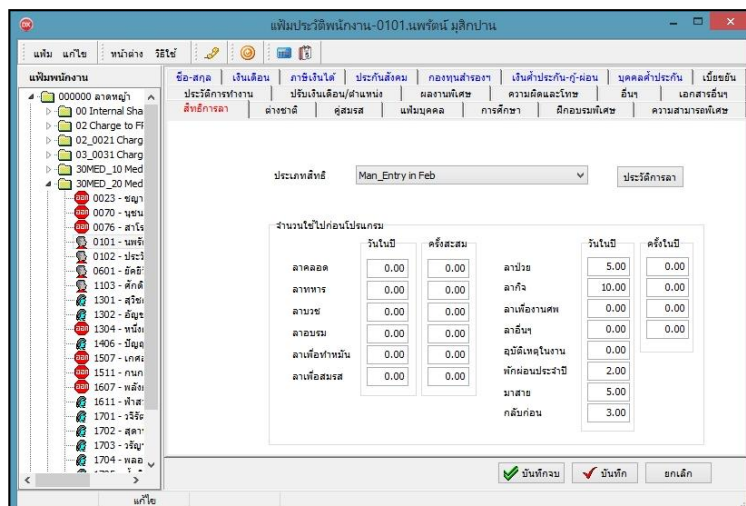 แฟ้มประวัติพนักงาน-0101.นพรัตน์ มุสิกปาน
แฟ้ม แก้ไข หน้าต่าง วิธีใช้
แฟ้มพนักงาน
000000 ลาดหญ้า
00 Internal Sha
02 Charge to FF
02_0021 Charg
03_0031 Charg
30MED_10 Med
30MED_20 Med
ออก 0023 - ชญา
ออก 0070 - นุชน
ออก 0076 - สาโร
0101 - นพรัต
0102 - ประวิ
0601 - ยัคยิ
1103 - ศักดิ์
1301 - สุวิช
1302 - อัญช
ออก 1304 - หนึ่ง
1406 - ปัญญ
ออก 1507 - เกศส
ออก 1511 - กนก
ออก 1607 - พลัง
1611 - ฟ้าส
1701 - วจิรัต
1702 - สุดา
1703 - วรัญ
1704 - พลอ
ชื่อ-สกุล เงินเดือน ภาษีเงินได้ ประกันสังคม กองทุนสำรองฯ เงินค้ำประกัน-กู้-ผ่อน บุคคลค้ำประกัน เบี้ยขยัน
ประวัติการทำงาน ปรับเงินเดือน/ตำแหน่ง ผลงานพิเศษ ความผิดและโทษ อื่นๆ เอกสารอื่นๆ
สิทธิการลา ต่างชาติ คู่สมรส แฟ้มบุคคล การศึกษา ฝึกอบรมพิเศษ ความสามารถพิเศษ
ประเภทสิทธิ Man_Entry in Feb ประวัติการลา
จำนวนใช้ไปก่อนโปรแกรม
วันในปี ครั้งสะสม วันในปี ครั้งในปี
ลาคลอด 0.00 0.00 ลาป่วย 5.00 0.00
ลาทหาร 0.00 0.00 ลากิจ 10.00 0.00
ลาบวช 0.00 0.00 ลาเพื่องานศพ 0.00 0.00
ลาอบรม 0.00 0.00 ลาอื่นๆ 0.00 0.00
ลาเพื่อทำหมัน 0.00 0.00 อุบัติเหตุในงาน 0.00
ลาเพื่อสมรส 0.00 0.00 พักผ่อนประจำปี 2.00
มาสาย 5.00
กลับก่อน 3.00
บันทึกจบ บันทึก ยกเลิก
แก้ไข